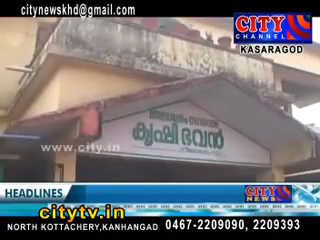 citynewskhd@gmail.com
CITY
CHANNEL
KASARAGOD
കൃഷി ഭവൻ
www.city.in
HEADLINES
CITY
NEWS
citytv.in
NORTH KOTTACHERY,KANHANGAD 0467-2209090, 2209393